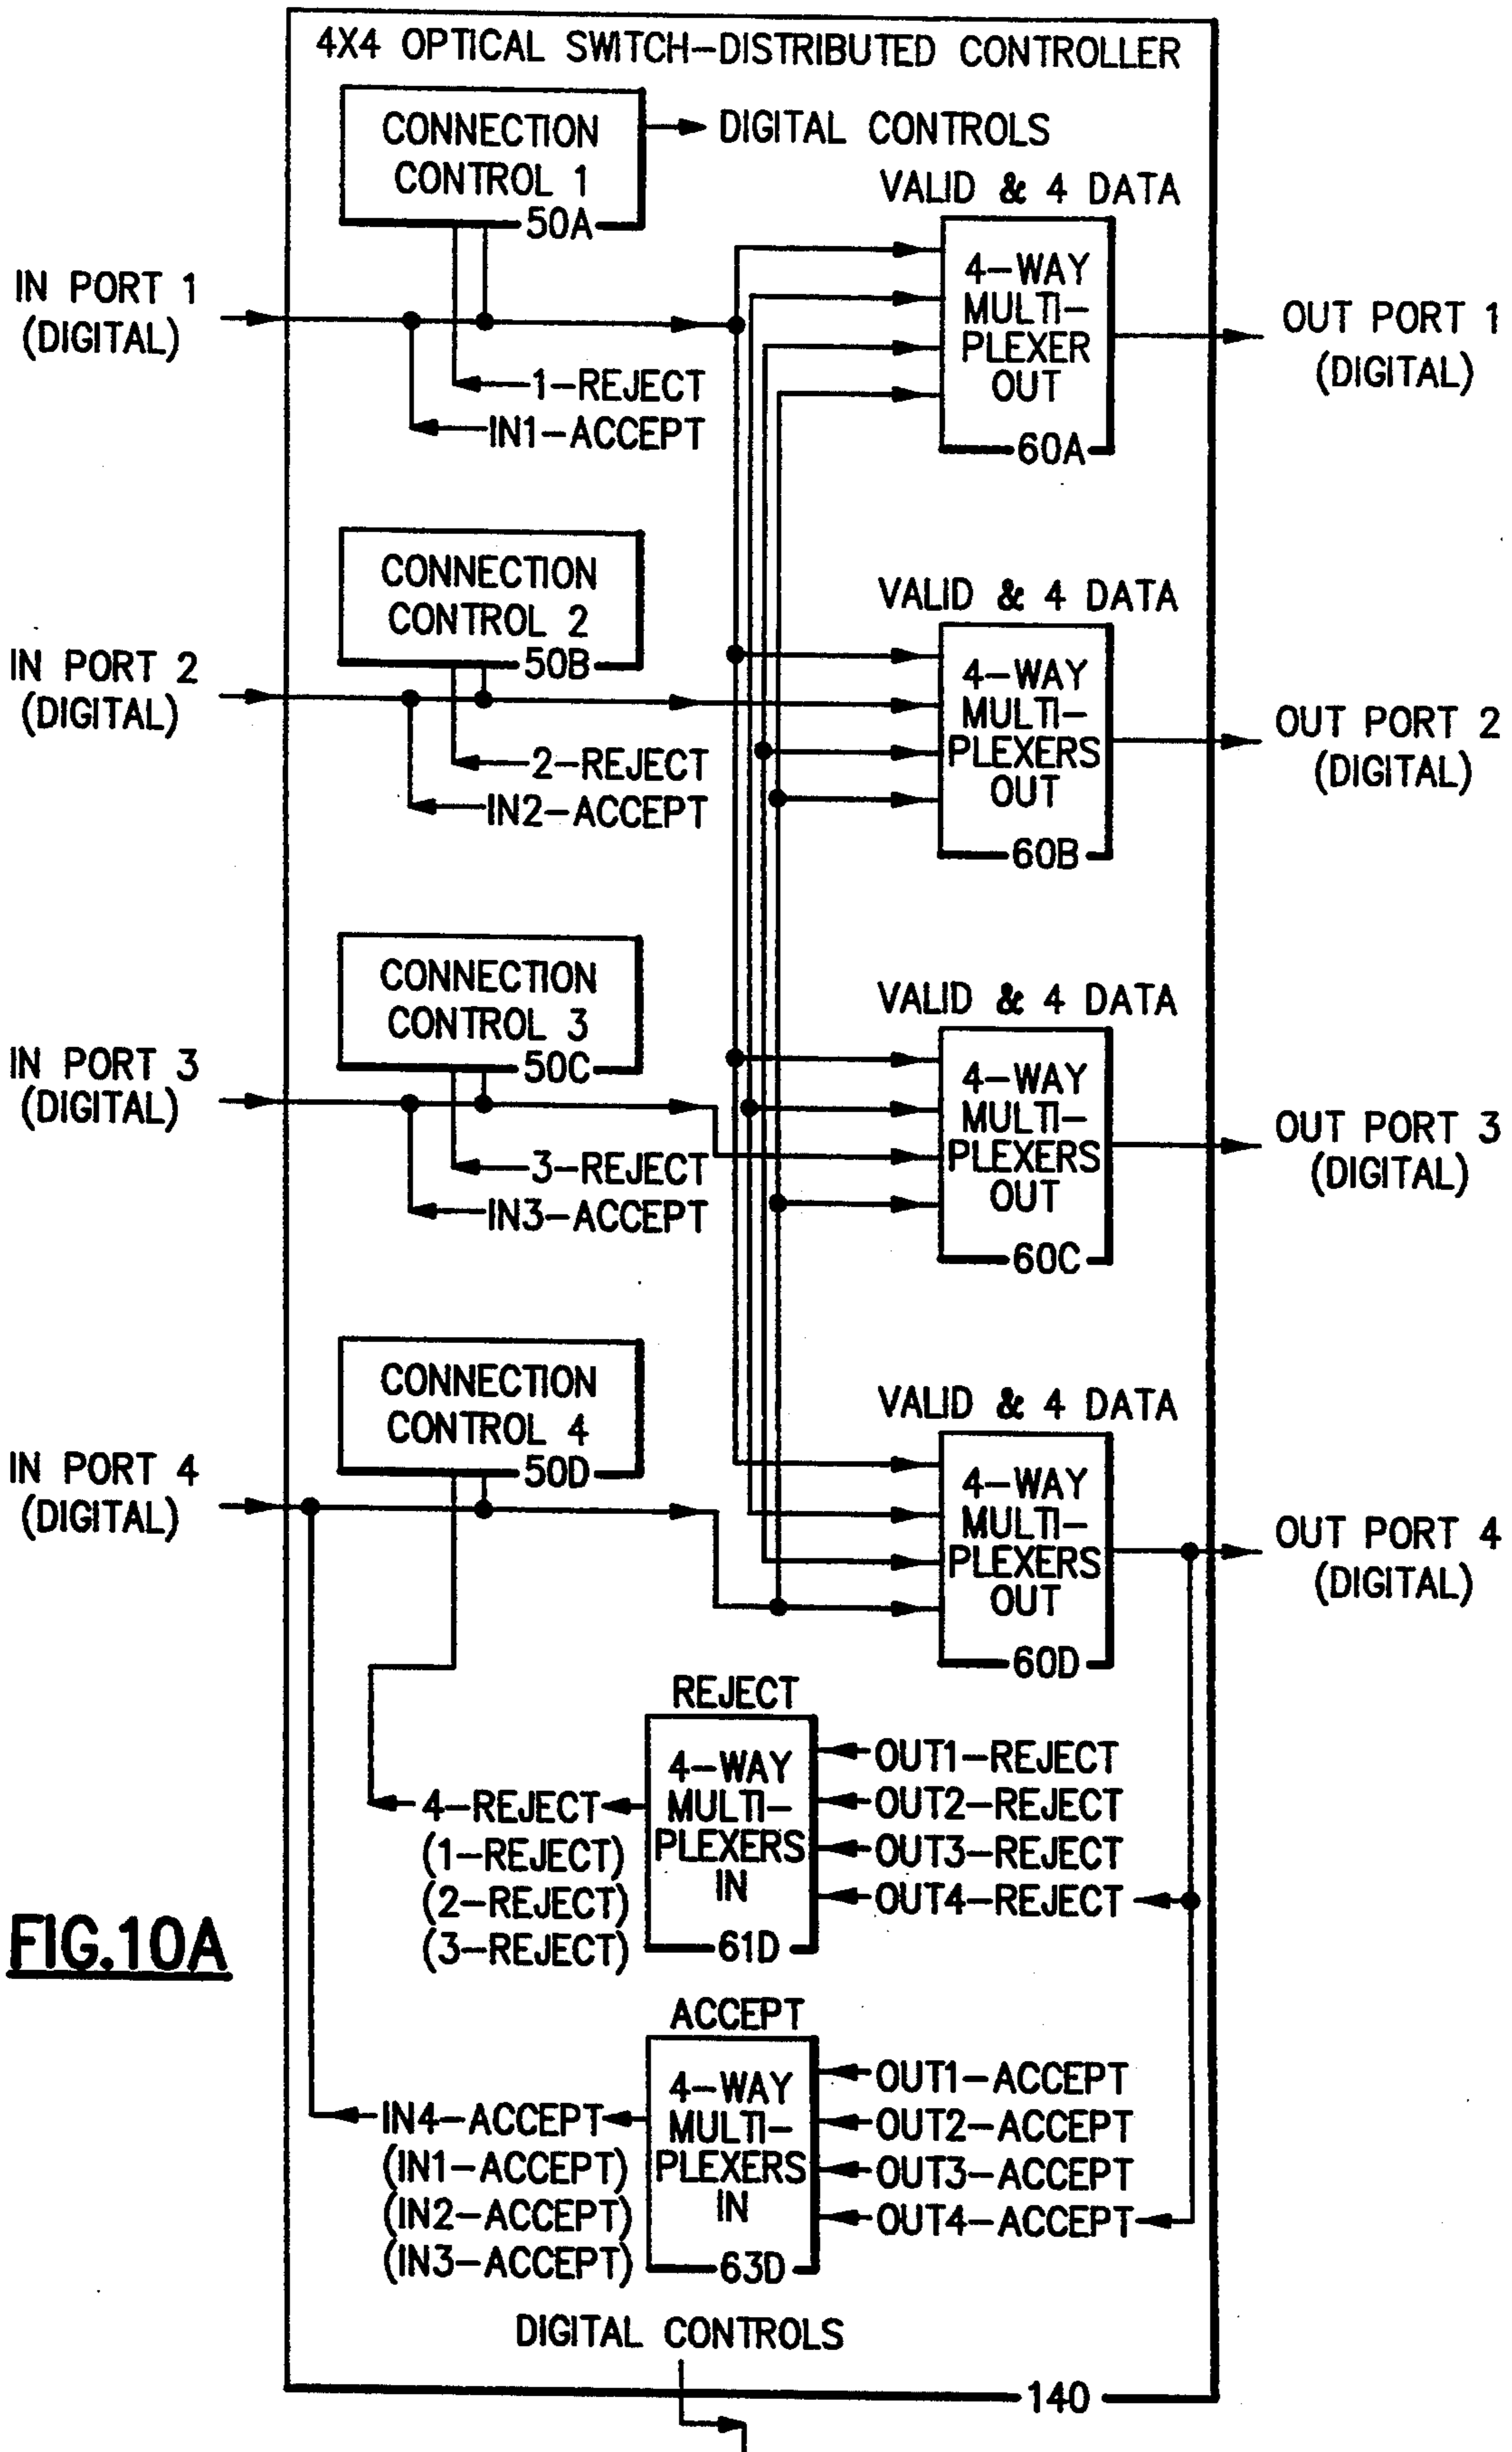 4X4 OPTICAL SWITCH-DISTRIBUTED CONTROLLER
CONNECTION
CONTROL 1
50A
DIGITAL CONTROLS
VALID & 4 DATA
4-WAY
MULTI-
PLEXER
OUT
60A
IN PORT 1
(DIGITAL)
1-REJECT
IN1-ACCEPT
OUT PORT 1
(DIGITAL)
CONNECTION
CONTROL 2
50B
VALID & 4 DATA
4-WAY
MULTI-
PLEXERS
OUT
60B
IN PORT 2
(DIGITAL)
2-REJECT
IN2-ACCEPT
OUT PORT 2
(DIGITAL)
CONNECTION
CONTROL 3
50C
VALID & 4 DATA
4-WAY
MULTI-
PLEXERS
OUT
60C
IN PORT 3
(DIGITAL)
3-REJECT
IN3-ACCEPT
OUT PORT 3
(DIGITAL)
CONNECTION
CONTROL 4
50D
VALID & 4 DATA
4-WAY
MULTI-
PLEXERS
OUT
60D
IN PORT 4
(DIGITAL)
OUT PORT 4
(DIGITAL)
REJECT
4-WAY
MULTI-
PLEXERS
IN
61D
OUT1-REJECT
OUT2-REJECT
OUT3-REJECT
OUT4-REJECT
4-REJECT
(1-REJECT)
(2-REJECT)
(3-REJECT)
FIG.10A
ACCEPT
4-WAY
MULTI-
PLEXERS
IN
63D
OUT1-ACCEPT
OUT2-ACCEPT
OUT3-ACCEPT
OUT4-ACCEPT
IN4-ACCEPT
(IN1-ACCEPT)
(IN2-ACCEPT)
(IN3-ACCEPT)
DIGITAL CONTROLS
140